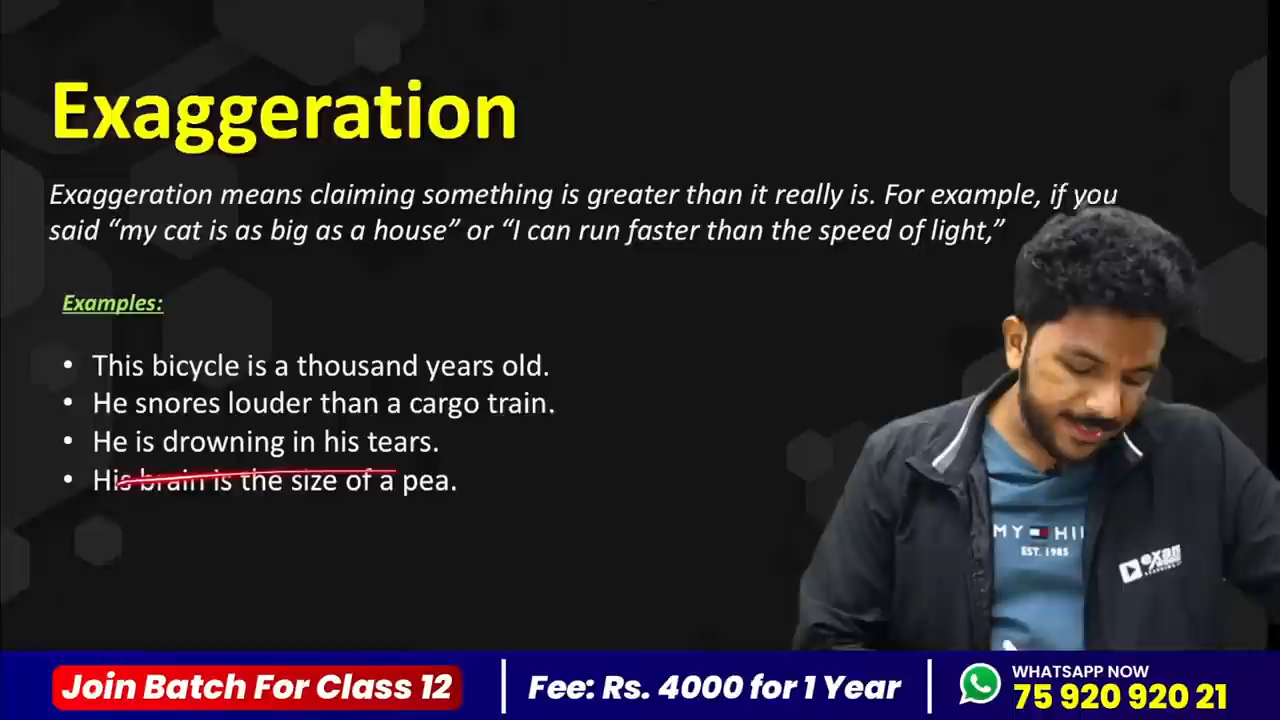 Exaggeration
Exaggeration means claiming something is greater than it really is. For example, if you
said “my cat is as big as a house” or “I can run faster than the speed of light,”
Examples:
• This bicycle is a thousand years old.
• He snores louder than a cargo train.
• He is drowning in his tears.
• His brain is the size of a pea.
MY HI
EST. 1985
exam
Join Batch For Class 12
Fee: Rs. 4000 for 1 Year
WHATSAPP NOW
75 920 920 21